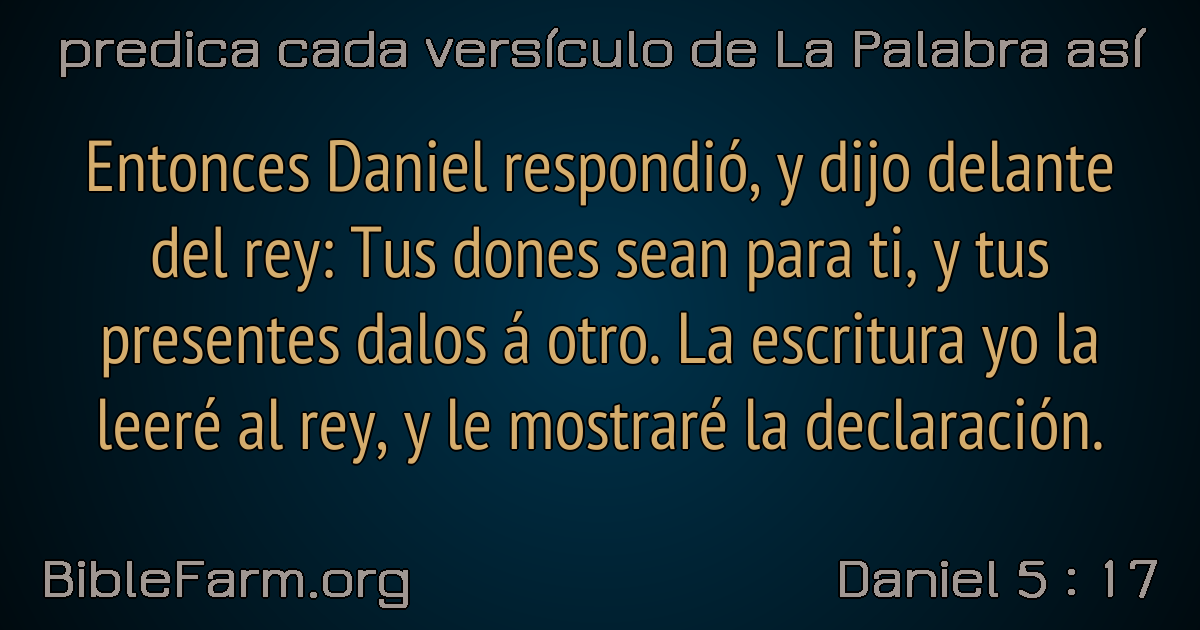 predica cada versículo de La Palabra así
Entonces Daniel respondió, y dijo delante
del rey: Tus dones sean para ti, y tus
presentes dalos á otro. La escritura yo la
leeré al rey, y le mostraré la declaración.
BibleFarm.org
Daniel 5 : 17